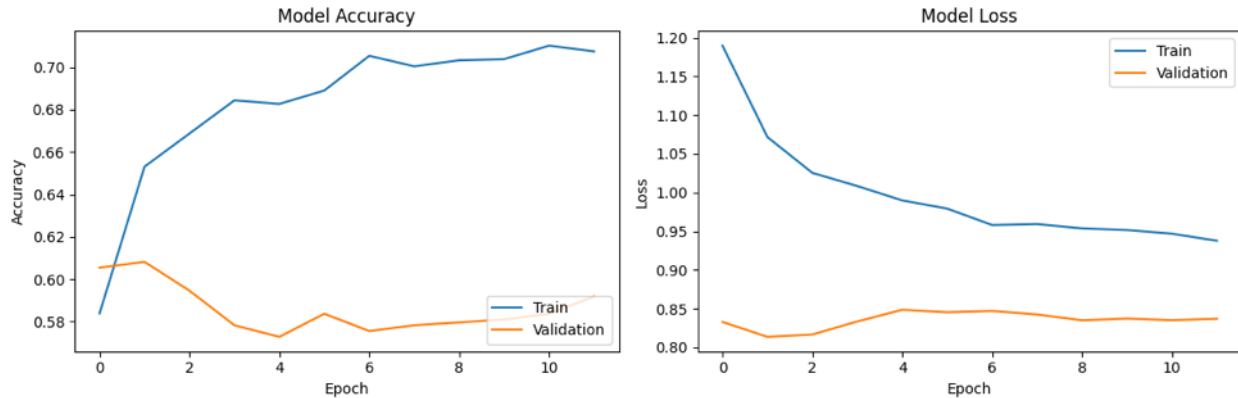 Model Accuracy
Accuracy
0.70
0.68
0.66
0.64
0.62
0.60
0.58
0 2 4 6 8 10
Epoch
Train
Validation
Model Loss
Loss
1.20
1.15
1.10
1.05
1.00
0.95
0.90
0.85
0.80
0 2 4 6 8 10
Epoch
Train
Validation